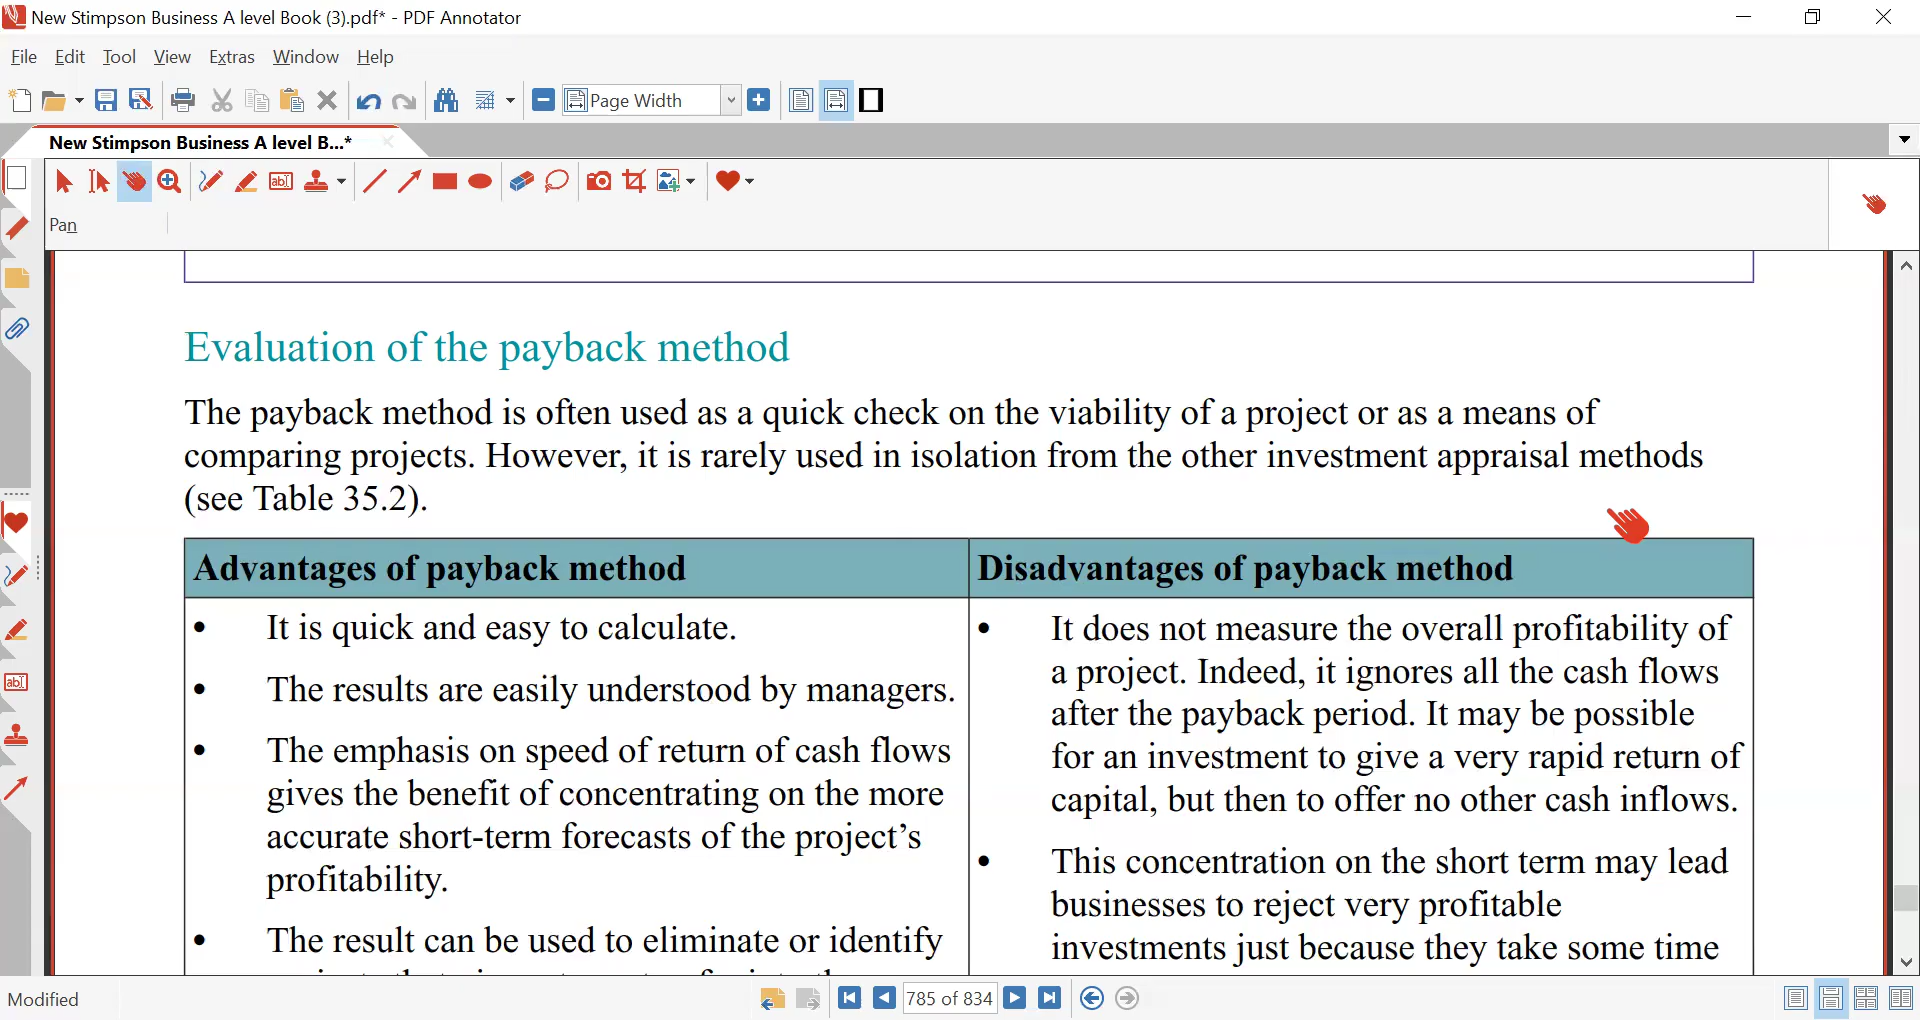 New Stimpson Business A level Book (3).pdf* - PDF Annotator
File Edit Tool View Extras Window Help
Page Width
New Stimpson Business A level B...*
Pan
Evaluation of the payback method
The payback method is often used as a quick check on the viability of a project or as a means of
comparing projects. However, it is rarely used in isolation from the other investment appraisal methods
(see Table 35.2).
Advantages of payback method
• It is quick and easy to calculate.
• The results are easily understood by managers.
• The emphasis on speed of return of cash flows
gives the benefit of concentrating on the more
accurate short-term forecasts of the project’s
profitability.
• The result can be used to eliminate or identify
Disadvantages of payback method
• It does not measure the overall profitability of
a project. Indeed, it ignores all the cash flows
after the payback period. It may be possible
for an investment to give a very rapid return of
capital, but then to offer no other cash inflows.
• This concentration on the short term may lead
businesses to reject very profitable
investments just because they take some time
Modified
785 of 834